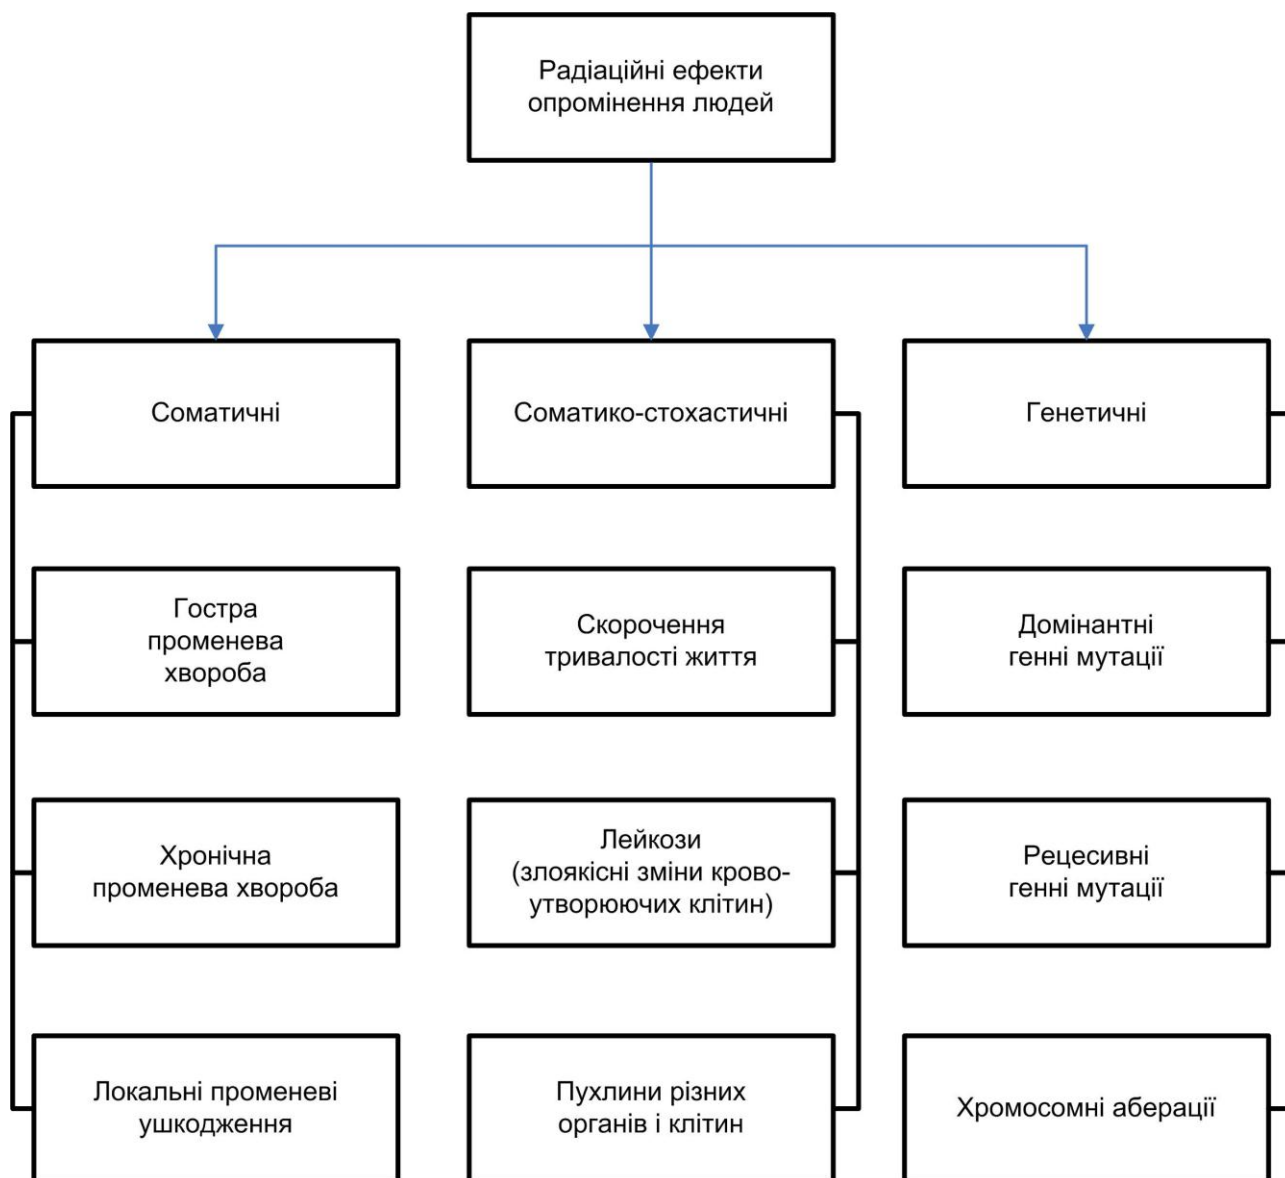 Радіаційні ефекти
опромінення людей
Соматичні
Соматико-стохастичні
Генетичні
Гостра
променева
хвороба
Скорочення
тривалості життя
Домінантні
генні мутації
Хронічна
променева хвороба
Лейкози
(злоякісні зміни крово-
утворюючих клітин)
Рецесивні
генні мутації
Локальні променеві
ушкодження
Пухлини різних
органів і клітин
Хромосомні аберації